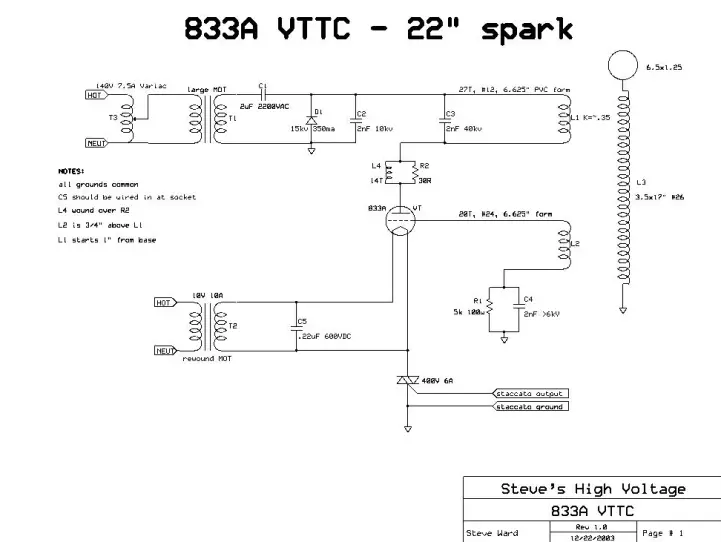 833A VTTC - 22" spark
6.5x1.25
140V 7.5A Variac
large MOT
C1
27T, #12, 6.625" PVC form
HOT
2uF 2200VAC
D1
C2
C3
T3
T1
L1 K=~.35
15kv 350ma
2nF 10kv
2nF 40kv
NEUT
L4
R2
NOTES:
14T
30R
L3
all grounds common
3.5x17" #26
C5 should be wired in at socket
833A
VT
L4 wound over R2
20T, #24, 6.625" form
L2 is 3/4" above L1
L1 starts 1" from base
L2
10V 10A
HOT
R1
C4
5k 100w
2nF >6kV
C5
T2
.22uF 600VDC
NEUT
rewound MOT
400V 6A
staccato output
staccato ground
Steve's High Voltage
833A VTTC
Steve Ward
Rev 1.0
12/22/2003
Page # 1